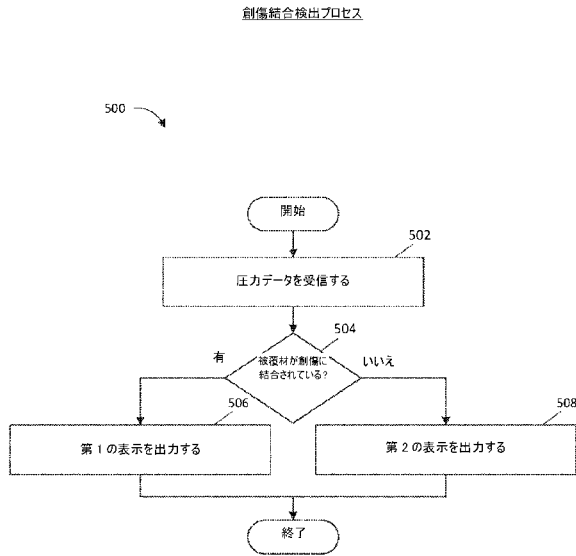 創傷結合検出プロセス
500
開始
502
圧力データを受信する
504
被覆材が創傷に
結合されている?
有
いいえ
506
第1の表示を出力する
508
第2の表示を出力する
終了